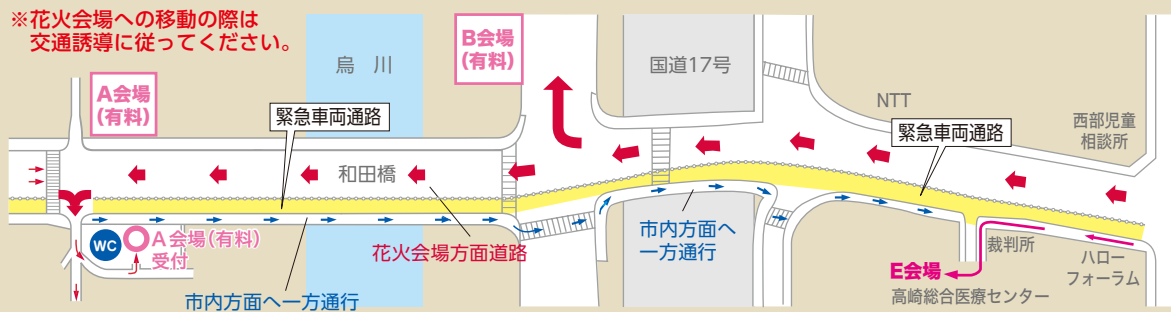 ※花火会場への移動の際は
交通誘導に従ってください。
A会場
(有料)
烏 川
B会場
(有料)
国道17号
NTT
西部児童
相談所
緊急車両通路
緊急車両通路
和田橋
WC
A会場(有料)
受付
花火会場方面道路
市内方面へ一方通行
市内方面へ
一方通行
裁判所
E会場
高崎総合医療センター
ハロー
フォーラム